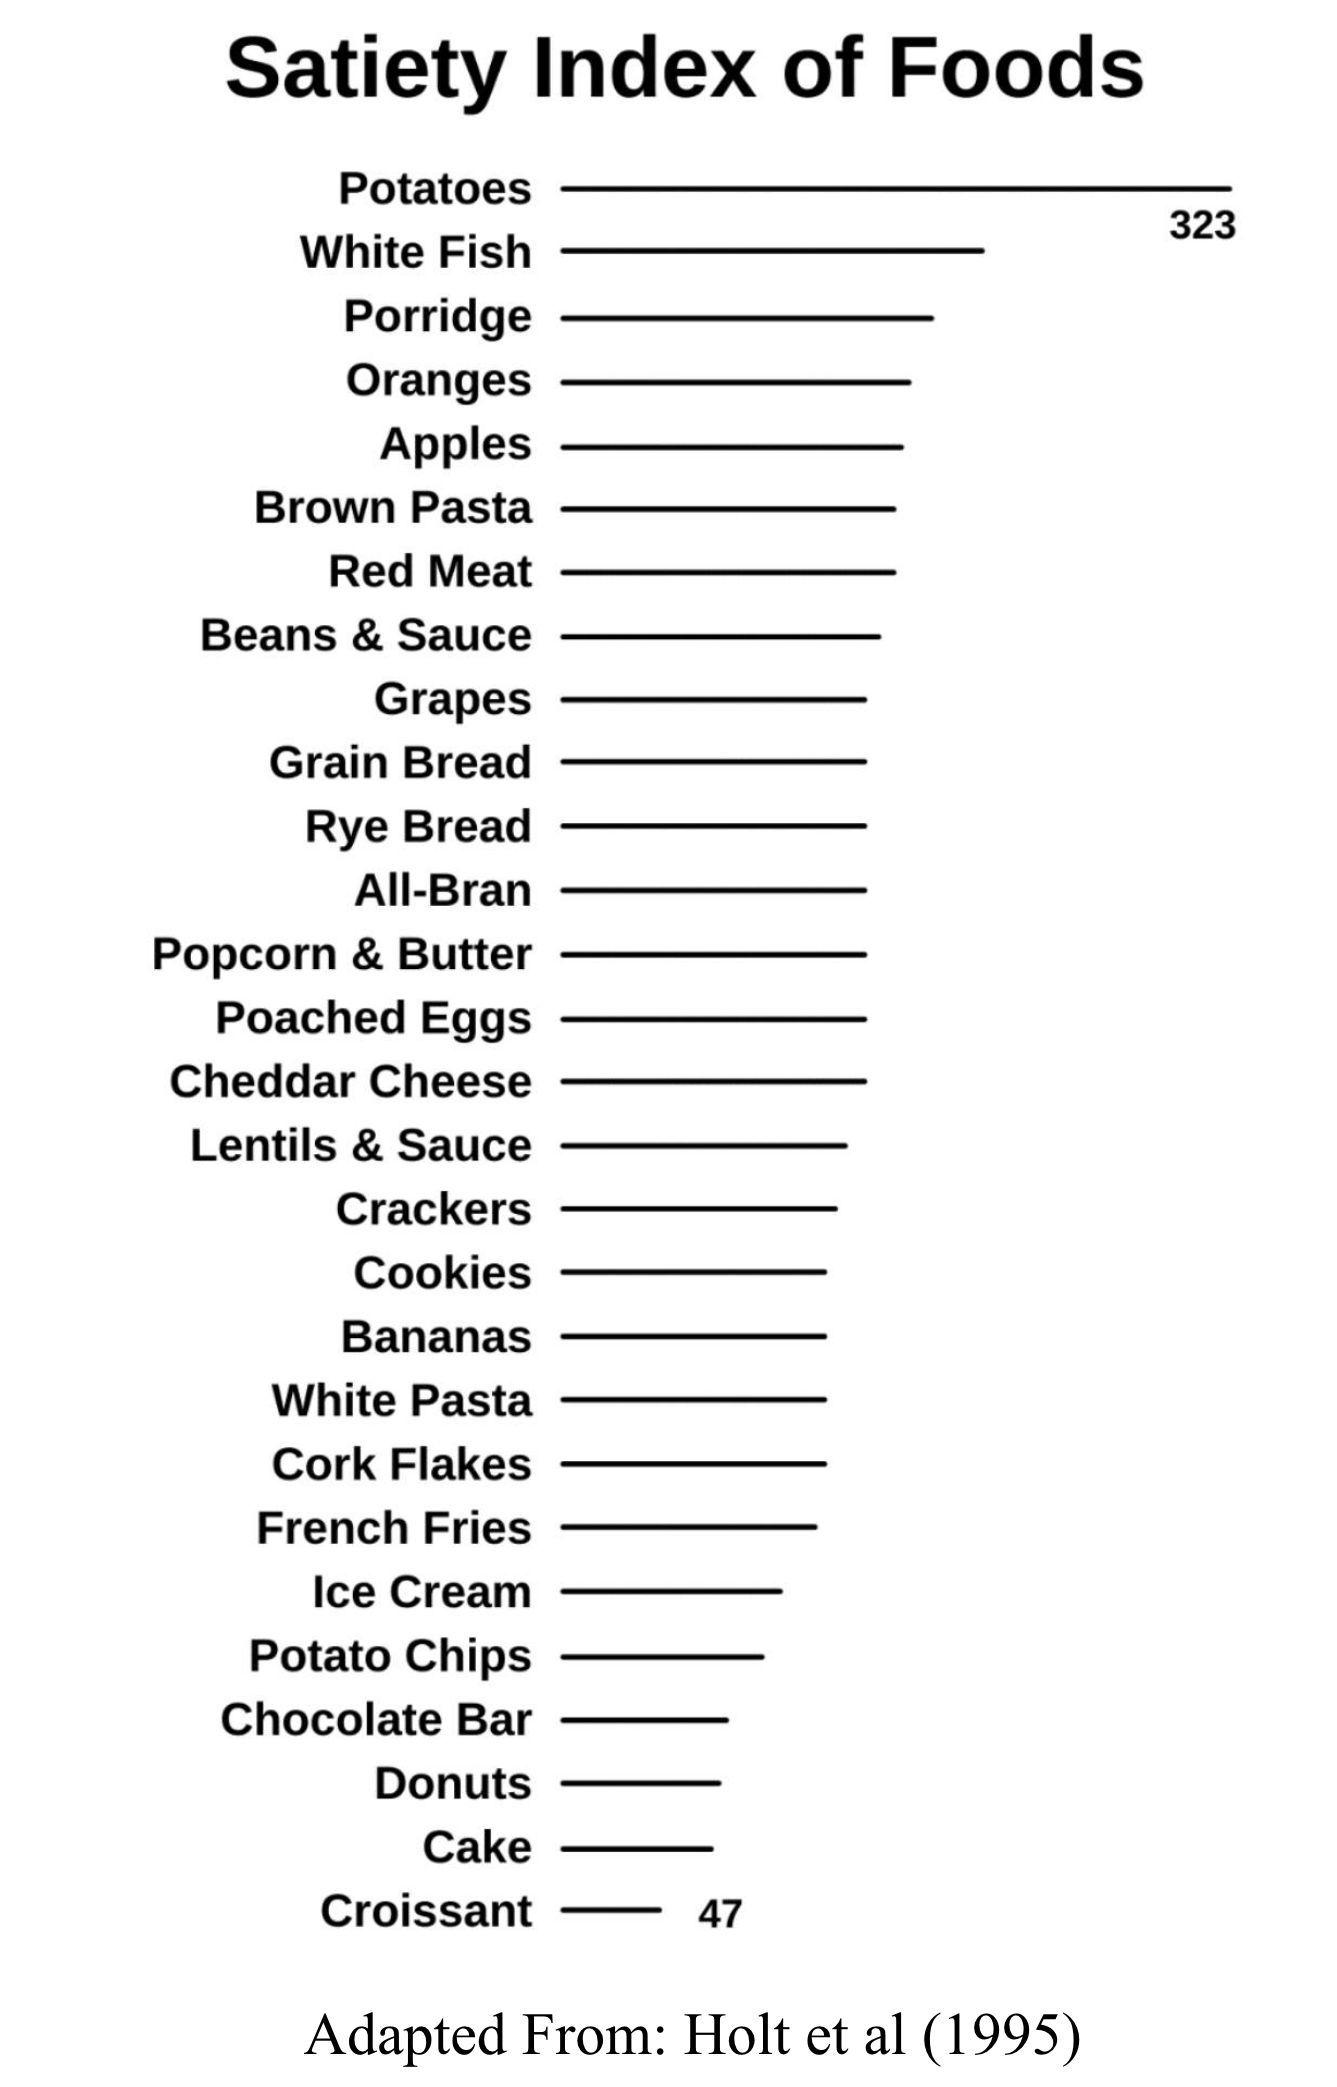 Satiety Index of Foods
Potatoes
323
White Fish
Porridge
Oranges
Apples
Brown Pasta
Red Meat
Beans & Sauce
Grapes
Grain Bread
Rye Bread
All-Bran
Popcorn & Butter
Poached Eggs
Cheddar Cheese
Lentils & Sauce
Crackers
Cookies
Bananas
White Pasta
Cork Flakes
French Fries
Ice Cream
Potato Chips
Chocolate Bar
Donuts
Cake
Croissant 47
Adapted From: Holt et al (1995)